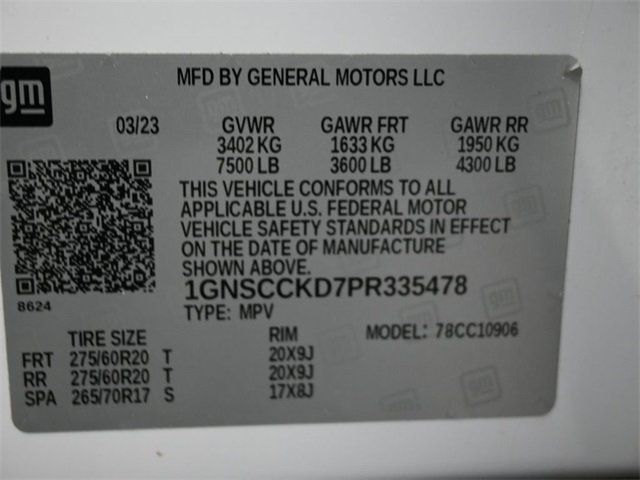 gm
MFD BY GENERAL MOTORS LLC
03/23 GVWR GAWR FRT GAWR RR
3402 KG 1633 KG 1950 KG
7500 LB 3600 LB 4300 LB
THIS VEHICLE CONFORMS TO ALL
APPLICABLE U.S. FEDERAL MOTOR
VEHICLE SAFETY STANDARDS IN EFFECT
ON THE DATE OF MANUFACTURE
SHOWN ABOVE.
8624
1GNSCCKD7PR335478
TYPE: MPV
TIRE SIZE RIM MODEL: 78CC10906
FRT 275/60R20 T 20X9J
RR 275/60R20 T 20X9J
SPA 265/70R17 S 17X8J